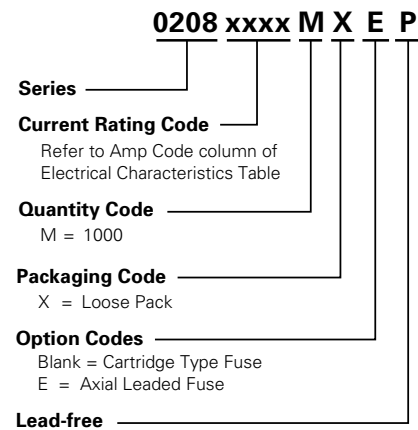 0208 xxxx M X E P
Series
Current Rating Code
Refer to Amp Code column of
Electrical Characteristics Table
Quantity Code
M = 1000
Packaging Code
X = Loose Pack
Option Codes
Blank = Cartridge Type Fuse
E = Axial Leaded Fuse
Lead-free